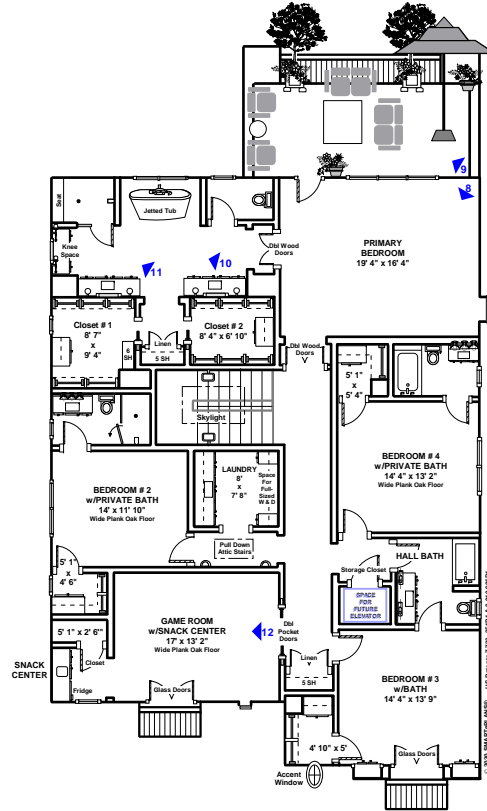 9
8
Seat
Jetted Tub
Knee
Space
11
10
Dbl Wood
Doors
PRIMARY
BEDROOM
19' 4" x 16' 4"
Closet # 1
8' 7"
x
9' 4"
6
SH
Linen
5 SH
Closet # 2
8' 4" x 6' 10"
Dbl Wood
Doors
5' 1"
x
5' 4"
Skylight
BEDROOM # 2
w/PRIVATE BATH
14' x 11' 10"
Wide Plank Oak Floor
LAUNDRY
8'
x
7' 8"
Space
For
Full-
Sized
W & D
BEDROOM # 4
w/PRIVATE BATH
14' 4" x 13' 2"
Wide Plank Oak Floor
Pull Down
Attic Stairs
5' 1"
x
4' 6"
HALL BATH
Storage Closet
SPACE
FOR
FUTURE
ELEVATOR
GAME ROOM
w/SNACK CENTER
17' x 13' 2"
Wide Plank Oak Floor
12
Dbl
Pocket
Doors
5' 1" x 2' 6"
Closet
SNACK
CENTER
Fridge
Glass Doors
Linen
5 SH
BEDROOM # 3
w/BATH
14' 4" x 13' 9"
4' 10" x 5'
Accent
Window
Glass Doors